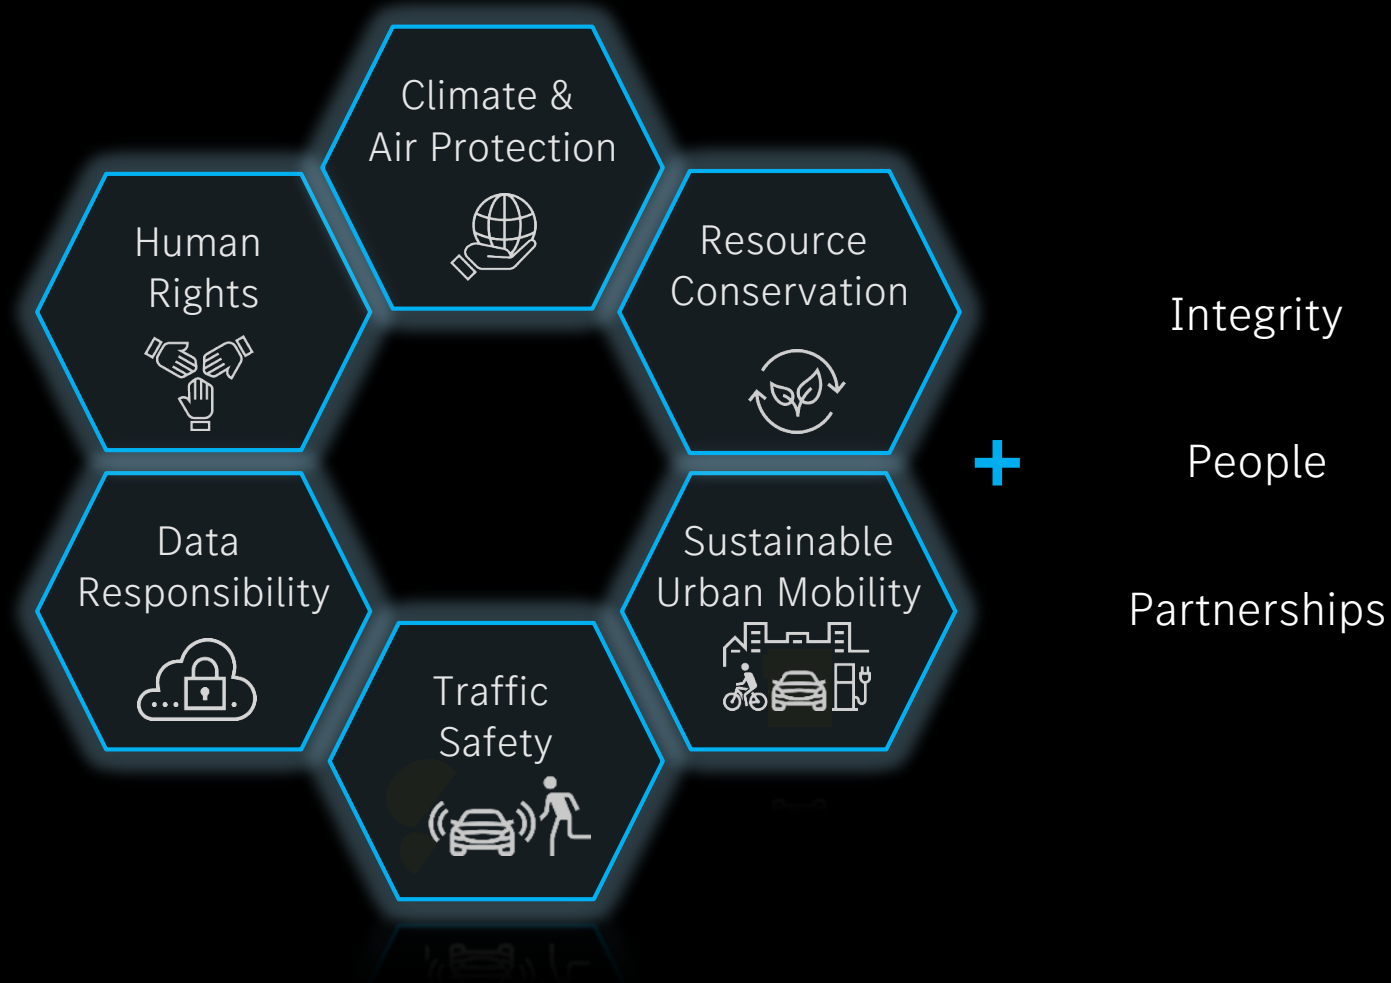 Climate &
Air Protection
Human
Rights
Resource
Conservation
Data
Responsibility
Sustainable
Urban Mobility
Traffic
Safety
+
Integrity
People
Partnerships